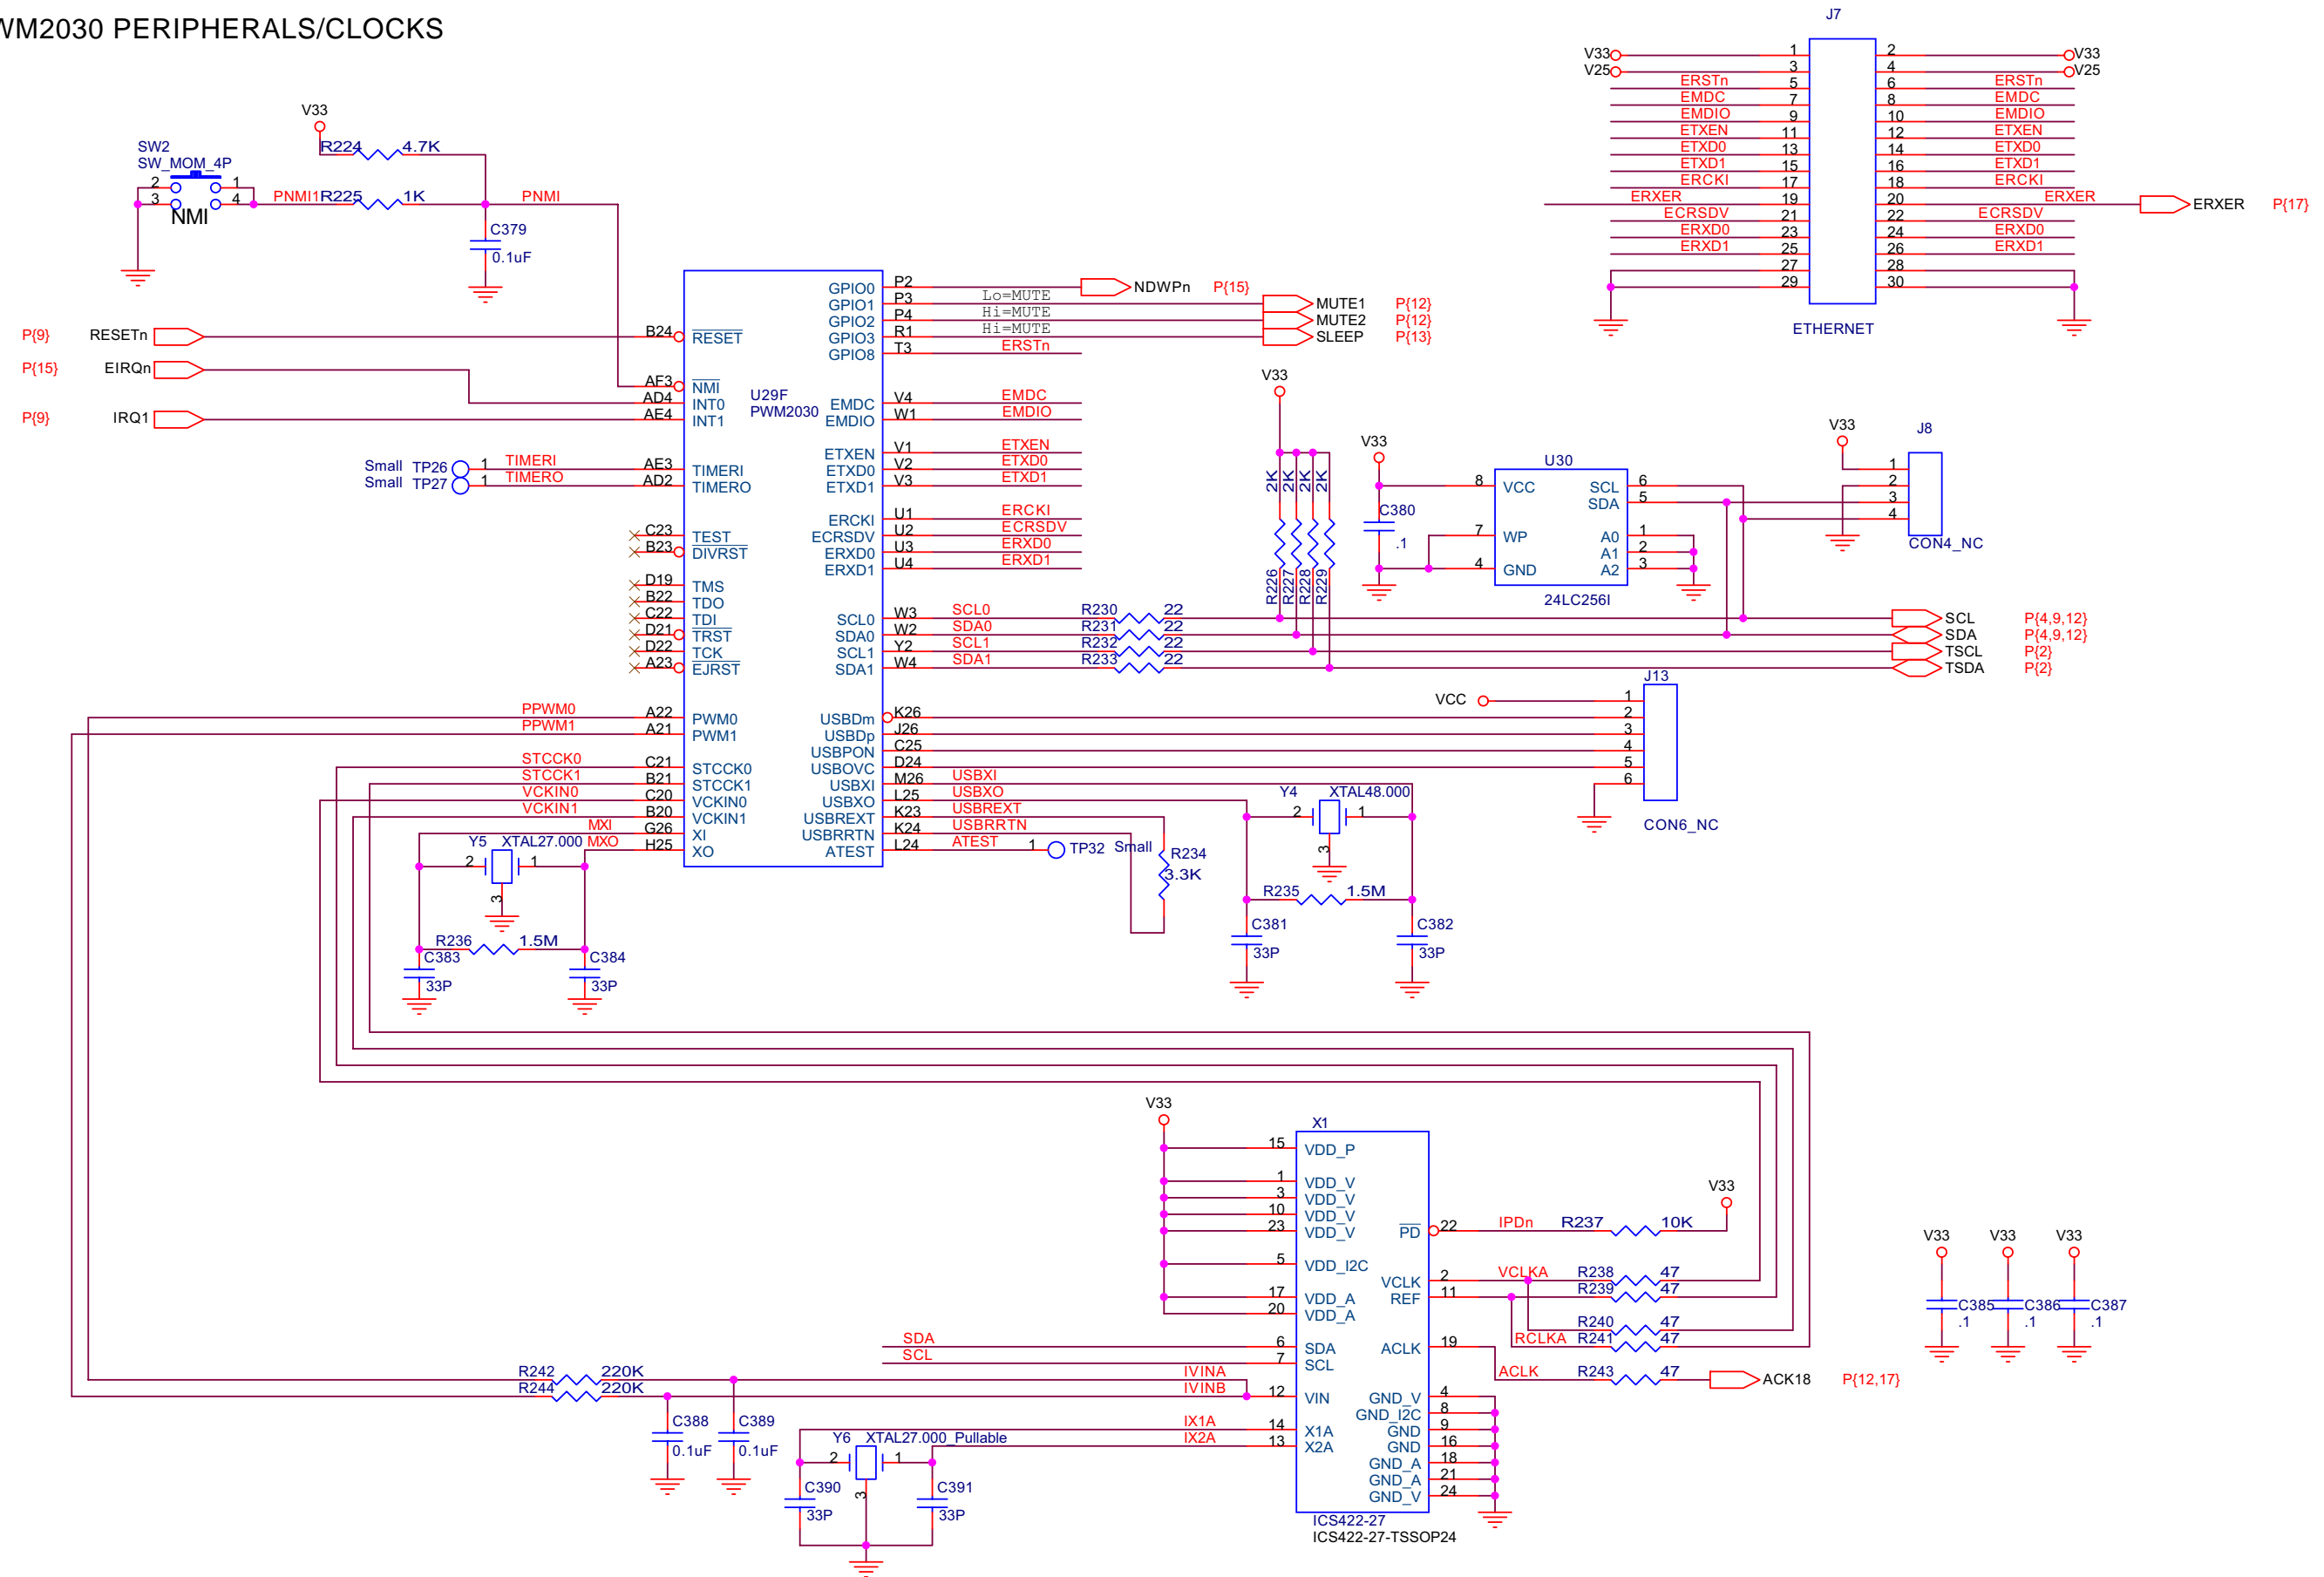 WM2030 PERIPHERALS/CLOCKS
J7
V33 1 2 V33
V25 3 4 V25
ERSTn 5 6 ERSTn
EMDC 7 8 EMDC
EMDIO 9 10 EMDIO
ETXEN 11 12 ETXEN
ETXD0 13 14 ETXD0
ETXD1 15 16 ETXD1
ERCKI 17 18 ERCKI
ERXER 19 20 ERXER ERXER P{17}
ECRSDV 21 22 ECRSDV
ERXD0 23 24 ERXD0
ERXD1 25 26 ERXD1
27 28
29 30
ETHERNET
V33
R224 4.7K
SW2
SW_MOM_4P
2 1
3 4
NMI
PNMI1 R225 1K PNMI
C379
0.1uF
P{9} RESETn B24 RESET
P{15} EIRQn
AF3 NMI
AD4 INT0
P{9} IRQ1 AE4 INT1
U29F
PWM2030
Small TP26 1 TIMERI AE3 TIMERI
Small TP27 1 TIMERO AD2 TIMERO
C23 TEST
B23 DIVRST
D19 TMS
B22 TDO
C22 TDI
D21 TRST
D22 TCK
A23 EJRST
PPWM0 A22 PWM0
PPWM1 A21 PWM1
STCCK0 C21 STCCK0
STCCK1 B21 STCCK1
VCKIN0 C20 VCKIN0
VCKIN1 B20 VCKIN1
MXI G26 XI
MXO H25 XO
Y5 XTAL27.000
2 1
3
R236 1.5M
C383
33P
C384
33P
GPIO0 P2 NDWPn P{15}
GPIO1 P3 Lo=MUTE MUTE1 P{12}
GPIO2 P4 Hi=MUTE MUTE2 P{12}
GPIO3 R1 Hi=MUTE SLEEP P{13}
GPIO8 T3 ERSTn
EMDC V4 EMDC
EMDIO W1 EMDIO
ETXEN V1 ETXEN
ETXD0 V2 ETXD0
ETXD1 V3 ETXD1
ERCKI U1 ERCKI
ECRSDV U2 ECRSDV
ERXD0 U3 ERXD0
ERXD1 U4 ERXD1
SCL0 W3 SCL0 R230 22 SCL P{4,9,12}
SDA0 W2 SDA0 R231 22 SDA P{4,9,12}
SCL1 Y2 SCL1 R232 22 TSCL P{2}
SDA1 W4 SDA1 R233 22 TSDA P{2}
V33
2K 2K 2K 2K
R226 R227 R228 R229
V33
C380
.1
U30
8 VCC SCL 6
SDA 5
7 WP A0 1
A1 2
4 GND A2 3
24LC256I
V33
J8
1
2
3
4
CON4_NC
USBDm K26
USBDp J26
USBPON C25
USBOVC D24
USBXI M26 USBXI
USBXO L25 USBXO
USBREXT K23 USBREXT
USBRRTN K24 USBRRTN
ATEST L24 ATEST 1 TP32 Small
VCC
J13
1
2
3
4
5
6
CON6_NC
R234
3.3K
Y4 XTAL48.000
2 1
3
R235 1.5M
C381
33P
C382
33P
V33
X1
15 VDD_P
1 VDD_V
3 VDD_V
10 VDD_V
23 VDD_V
5 VDD_I2C
17 VDD_A
20 VDD_A
SDA 6 SDA
SCL 7 SCL
R242 220K IVINA
R244 220K IVINB 12 VIN
C388
0.1uF
C389
0.1uF
IX1A 14 X1A
IX2A 13 X2A
Y6 XTAL27.000_Pullable
2 1
3
C390
33P
C391
33P
V33
PD 22 IPDn R237 10K
VCLK 2 VCLKA R238 47
REF 11 R239 47
R240 47
RCLKA R241 47
ACLK 19 ACLK R243 47 ACK18 P{12,17}
GND_V 4
GND_I2C 8
GND 9
GND 16
GND_A 18
GND_A 21
GND_V 24
ICS422-27
ICS422-27-TSSOP24
V33 V33 V33
C385 C386 C387
.1 .1 .1